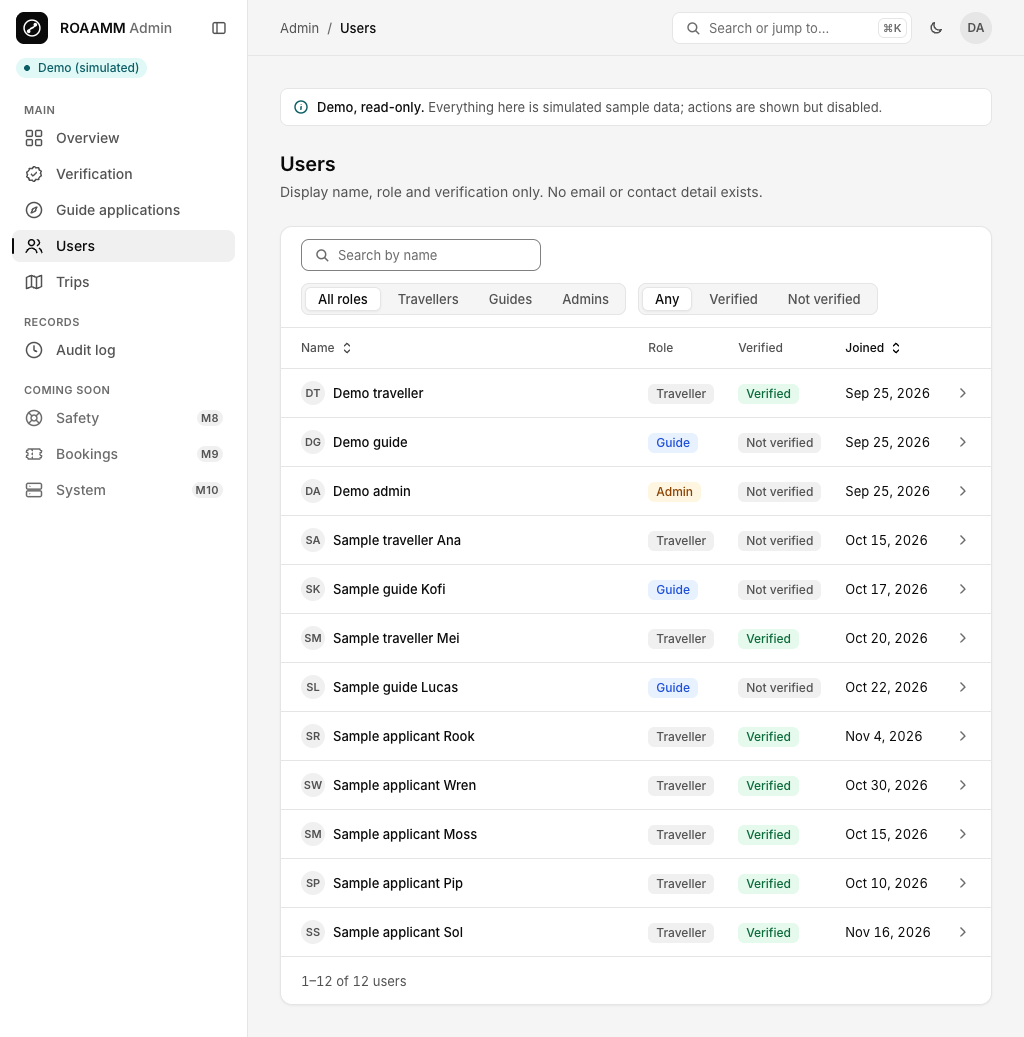 ROAAMM Admin
Demo (simulated)
MAIN
Overview
Verification
Guide applications
Users
Trips
RECORDS
Audit log
COMING SOON
Safety M8
Bookings M9
System M10
Admin / Users
Search or jump to... ⌘K
DA
Demo, read-only. Everything here is simulated sample data; actions are shown but disabled.
Users
Display name, role and verification only. No email or contact detail exists.
Search by name
All roles Travellers Guides Admins Any Verified Not verified
Name Role Verified Joined
DT Demo traveller Traveller Verified Sep 25, 2026
DG Demo guide Guide Not verified Sep 25, 2026
DA Demo admin Admin Not verified Sep 25, 2026
SA Sample traveller Ana Traveller Not verified Oct 15, 2026
SK Sample guide Kofi Guide Not verified Oct 17, 2026
SM Sample traveller Mei Traveller Verified Oct 20, 2026
SL Sample guide Lucas Guide Not verified Oct 22, 2026
SR Sample applicant Rook Traveller Verified Nov 4, 2026
SW Sample applicant Wren Traveller Verified Oct 30, 2026
SM Sample applicant Moss Traveller Verified Oct 15, 2026
SP Sample applicant Pip Traveller Verified Oct 10, 2026
SS Sample applicant Sol Traveller Verified Nov 16, 2026
1–12 of 12 users